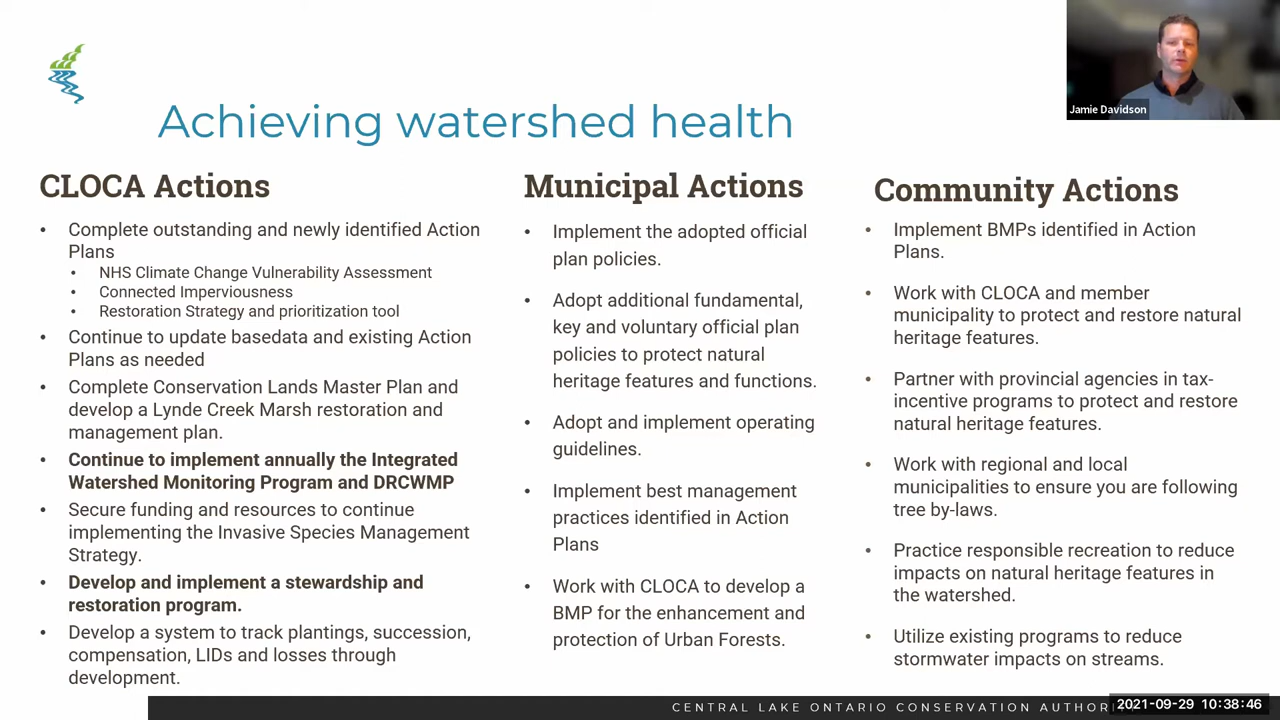 Jamie Davidson
Achieving watershed health
CLOCA Actions
• Complete outstanding and newly identified Action
Plans
• NHS Climate Change Vulnerability Assessment
• Connected Imperviousness
• Restoration Strategy and prioritization tool
• Continue to update basedata and existing Action
Plans as needed
• Complete Conservation Lands Master Plan and
develop a Lynde Creek Marsh restoration and
management plan.
• Continue to implement annually the Integrated
Watershed Monitoring Program and DRCWMP
• Secure funding and resources to continue
implementing the Invasive Species Management
Strategy.
• Develop and implement a stewardship and
restoration program.
• Develop a system to track plantings, succession,
compensation, LIDs and losses through
development.
Municipal Actions
• Implement the adopted official
plan policies.
• Adopt additional fundamental,
key and voluntary official plan
policies to protect natural
heritage features and functions.
• Adopt and implement operating
guidelines.
• Implement best management
practices identified in Action
Plans
• Work with CLOCA to develop a
BMP for the enhancement and
protection of Urban Forests.
Community Actions
• Implement BMPs identified in Action
Plans.
• Work with CLOCA and member
municipality to protect and restore natural
heritage features.
• Partner with provincial agencies in tax-
incentive programs to protect and restore
natural heritage features.
• Work with regional and local
municipalities to ensure you are following
tree by-laws.
• Practice responsible recreation to reduce
impacts on natural heritage features in
the watershed.
• Utilize existing programs to reduce
stormwater impacts on streams.
CENTRAL LAKE ONTARIO CONSERVATION
2021-09-29 10:38:46